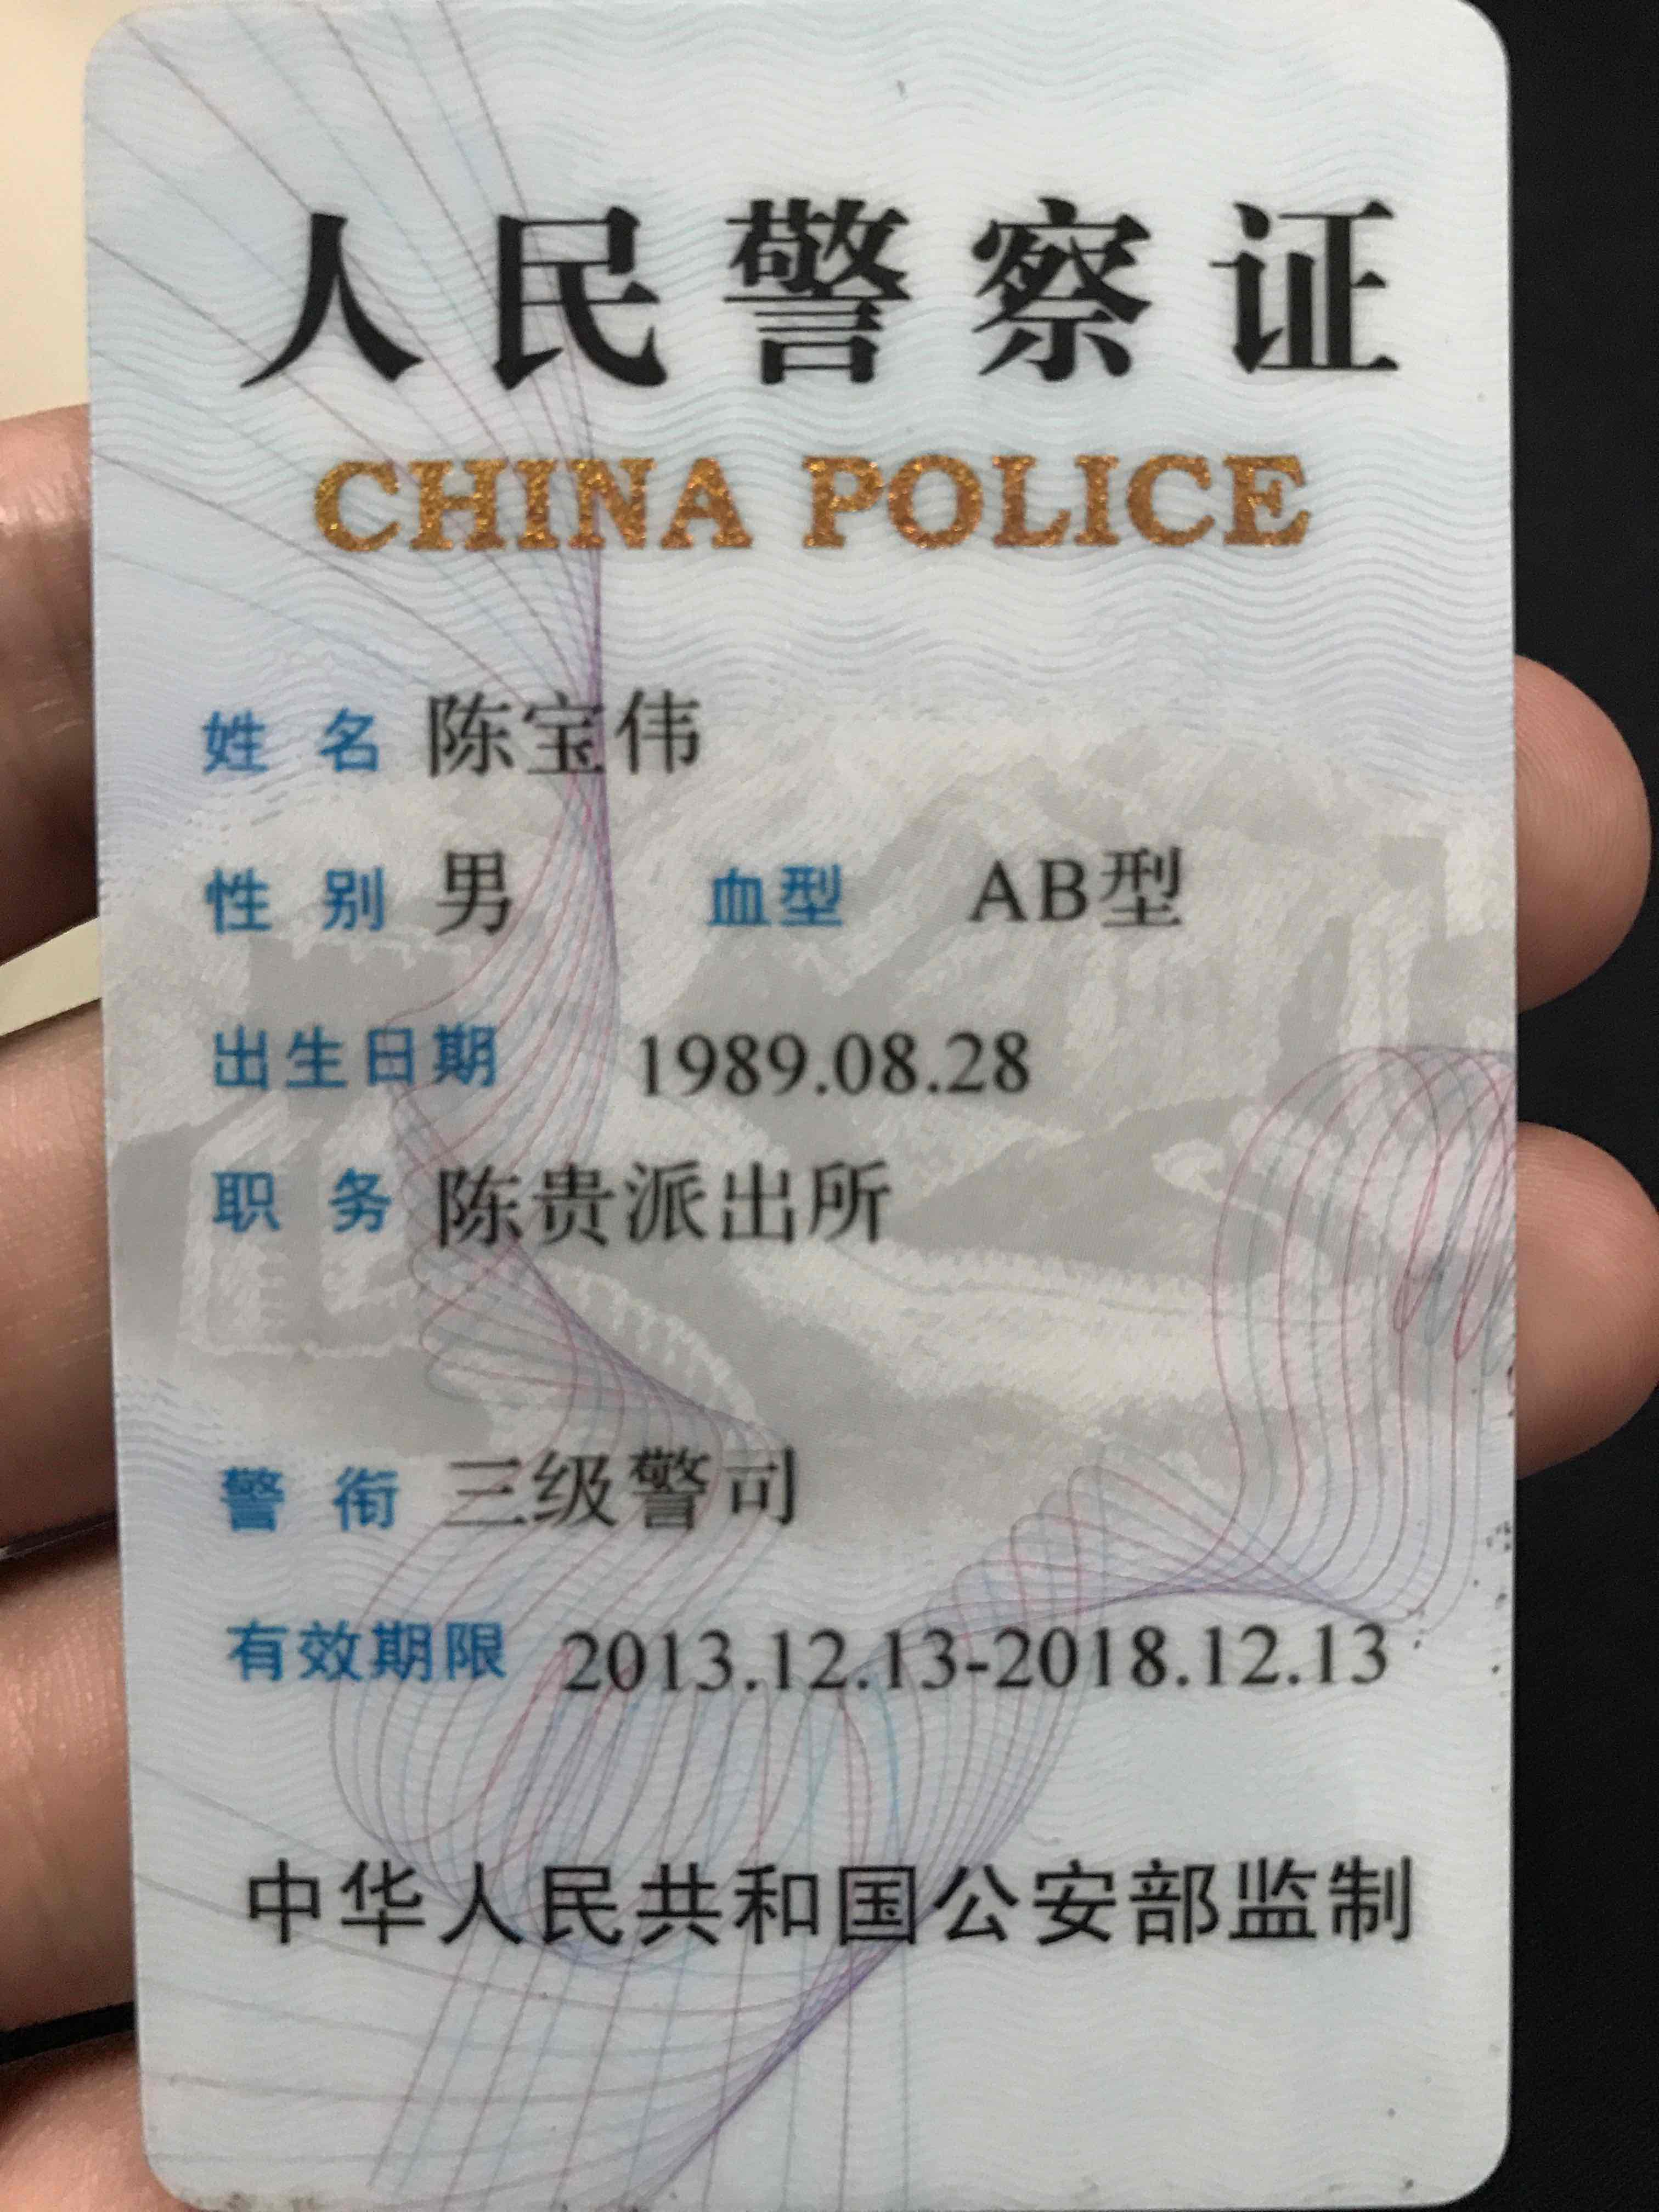 人民警察证
CHINA POLICE
姓 名 陈宝伟
性 别 男 血型 AB型
出生日期 1989.08.28
职 务 陈贵派出所
警 衔 三级警司
有效期限 2013.12.13-2018.12.13
中华人民共和国公安部监制